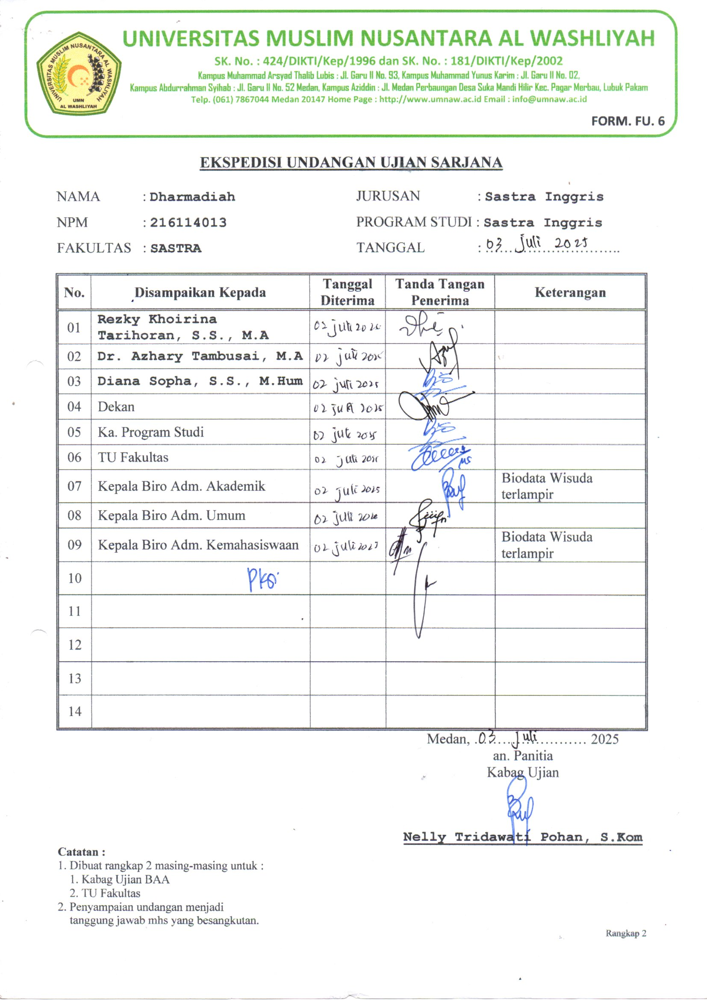 UNIVERSITAS MUSLIM NUSANTARA AL WASHLIYAH
UMN
AL WASHLIYAH
UNIVERSITAS MUSLIM NUSANTARA AL WASHLIYAH
SK. No. : 424/DIKTI/Kep/1996 dan SK. No. : 181/DIKTI/Kep/2002
Kampus Muhammad Arsyad Thalib Lubis : Jl. Garu II No. 93, Kampus Muhammad Yunus Karim : Jl. Garu II No. 02,
Kampus Abdurrahman Syihab : Jl. Garu II No. 52 Medan, Kampus Aziddin : Jl. Medan Perbaungan Desa Suka Mandi Hilir Kec. Pagar Merbau, Lubuk Pakam
Telp. (061) 7867044 Medan 20147 Home Page : http://www.umnaw.ac.id Email : info@umnaw.ac.id
FORM. FU. 6
EKSPEDISI UNDANGAN UJIAN SARJANA
NAMA : Dharmadiah JURUSAN : Sastra Inggris
NPM : 216114013 PROGRAM STUDI : Sastra Inggris
FAKULTAS : SASTRA TANGGAL : 03 Juli 2025
No. Disampaikan Kepada Tanggal Diterima Tanda Tangan Penerima Keterangan
01 Rezky Khoirina Tarihoran, S.S., M.A 02 juli
02 Dr. Azhary Tambusai, M.A 02 juli
03 Diana Sopha, S.S., M.Hum 02 juli 2025
04 Dekan 02 juli 2025
05 Ka. Program Studi 02 juli 2025
06 TU Fakultas 02 juli
07 Kepala Biro Adm. Akademik 02 juli 2025 Biodata Wisuda terlampir
08 Kepala Biro Adm. Umum 02 juli
09 Kepala Biro Adm. Kemahasiswaan 02 juli Biodata Wisuda terlampir
10
11
12
13
14
Medan, 03 Juli 2025
an. Panitia
Kabag Ujian
Nelly Tridawati Pohan, S.Kom
Catatan :
1. Dibuat rangkap 2 masing-masing untuk :
1. Kabag Ujian BAA
2. TU Fakultas
2. Penyampaian undangan menjadi
tanggung jawab mhs yang besangkutan.
Rangkap 2